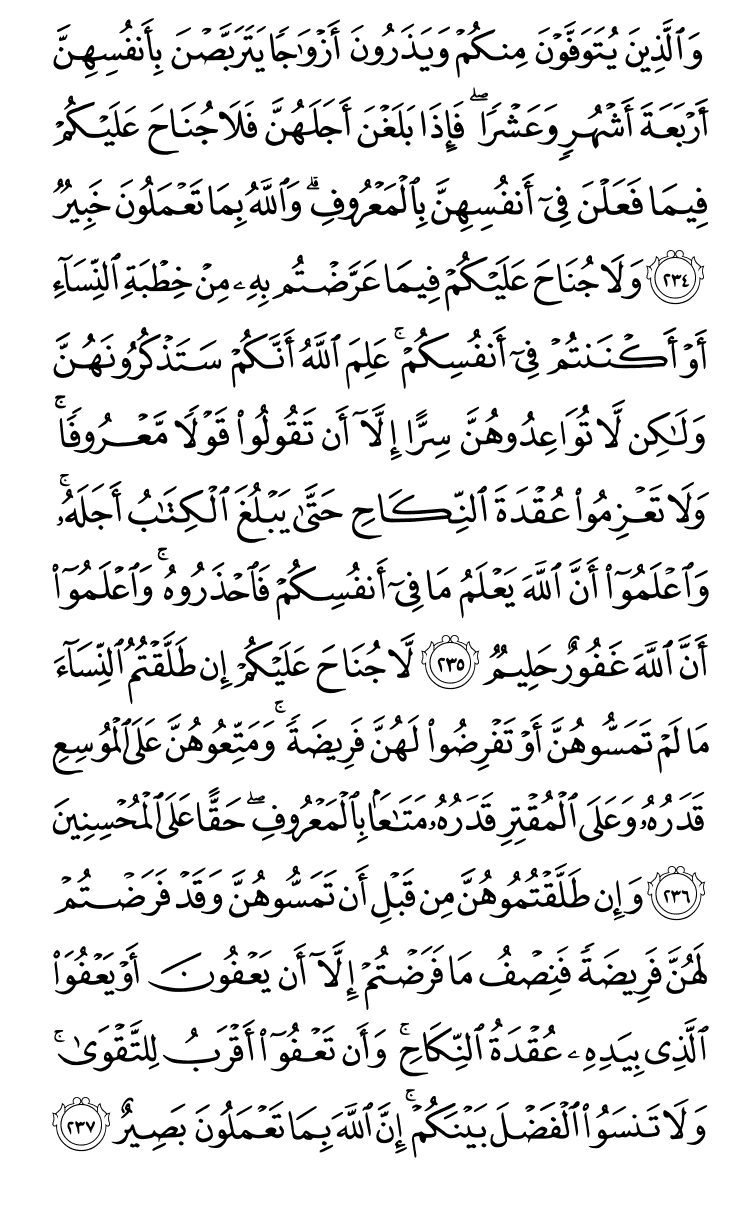 وَٱلَّذِينَ يُتَوَفَّوْنَ مِنكُمْ وَيَذَرُونَ أَزْوَٰجًا يَتَرَبَّصْنَ بِأَنفُسِهِنَّ
أَرْبَعَةَ أَشْهُرٍ وَعَشْرًا ۖ فَإِذَا بَلَغْنَ أَجَلَهُنَّ فَلَا جُنَاحَ عَلَيْكُمْ
فِيمَا فَعَلْنَ فِىٓ أَنفُسِهِنَّ بِٱلْمَعْرُوفِ ۗ وَٱللَّهُ بِمَا تَعْمَلُونَ خَبِيرٌ
٢٣٤ وَلَا جُنَاحَ عَلَيْكُمْ فِيمَا عَرَّضْتُم بِهِۦ مِنْ خِطْبَةِ ٱلنِّسَآءِ
أَوْ أَكْنَنتُمْ فِىٓ أَنفُسِكُمْ ۚ عَلِمَ ٱللَّهُ أَنَّكُمْ سَتَذْكُرُونَهُنَّ
وَلَٰكِن لَّا تُوَاعِدُوهُنَّ سِرًّا إِلَّآ أَن تَقُولُوا۟ قَوْلًا مَّعْرُوفًا ۚ
وَلَا تَعْزِمُوا۟ عُقْدَةَ ٱلنِّكَاحِ حَتَّىٰ يَبْلُغَ ٱلْكِتَٰبُ أَجَلَهُۥ ۚ
وَٱعْلَمُوٓا۟ أَنَّ ٱللَّهَ يَعْلَمُ مَا فِىٓ أَنفُسِكُمْ فَٱحْذَرُوهُ ۚ وَٱعْلَمُوٓا۟
أَنَّ ٱللَّهَ غَفُورٌ حَلِيمٌ ٢٣٥ لَّا جُنَاحَ عَلَيْكُمْ إِن طَلَّقْتُمُ ٱلنِّسَآءَ
مَا لَمْ تَمَسُّوهُنَّ أَوْ تَفْرِضُوا۟ لَهُنَّ فَرِيضَةً ۚ وَمَتِّعُوهُنَّ عَلَى ٱلْمُوسِعِ
قَدَرُهُۥ وَعَلَى ٱلْمُقْتِرِ قَدَرُهُۥ مَتَٰعًۢا بِٱلْمَعْرُوفِ ۖ حَقًّا عَلَى ٱلْمُحْسِنِينَ
٢٣٦ وَإِن طَلَّقْتُمُوهُنَّ مِن قَبْلِ أَن تَمَسُّوهُنَّ وَقَدْ فَرَضْتُمْ
لَهُنَّ فَرِيضَةً فَنِصْفُ مَا فَرَضْتُمْ إِلَّآ أَن يَعْفُونَ أَوْ يَعْفُوَا۟
ٱلَّذِى بِيَدِهِۦ عُقْدَةُ ٱلنِّكَاحِ ۚ وَأَن تَعْفُوٓا۟ أَقْرَبُ لِلتَّقْوَىٰ ۚ
وَلَا تَنسَوُا۟ ٱلْفَضْلَ بَيْنَكُمْ ۚ إِنَّ ٱللَّهَ بِمَا تَعْمَلُونَ بَصِيرٌ ٢٣٧